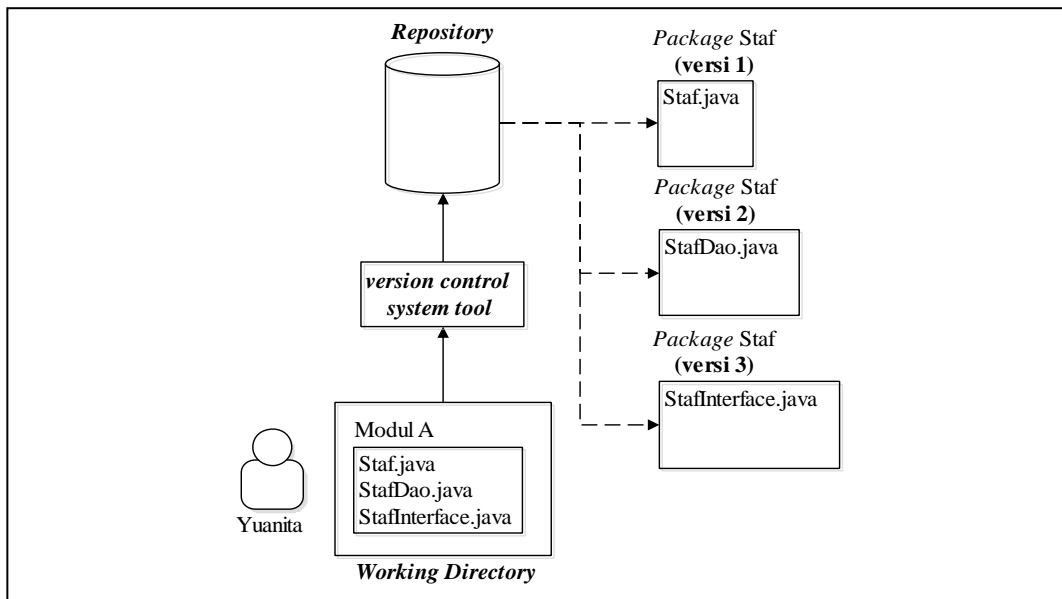 Repository
Package Staf
(versi 1)
Staf.java
Package Staf
(versi 2)
StafDao.java
version control
system tool
Package Staf
(versi 3)
StafInterface.java
Modul A
Staf.java
StafDao.java
StafInterface.java
Yuanita
Working Directory